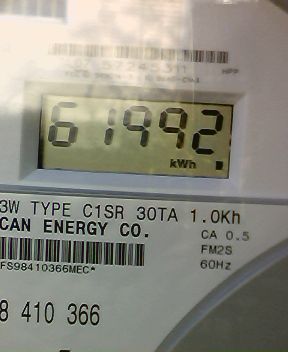 61992
kWh
3W TYPE C1SR 30TA 1.0Kh
CAN ENERGY CO.
CA 0.5
FM2S
FS98410366MEC*
60Hz
8 410 366